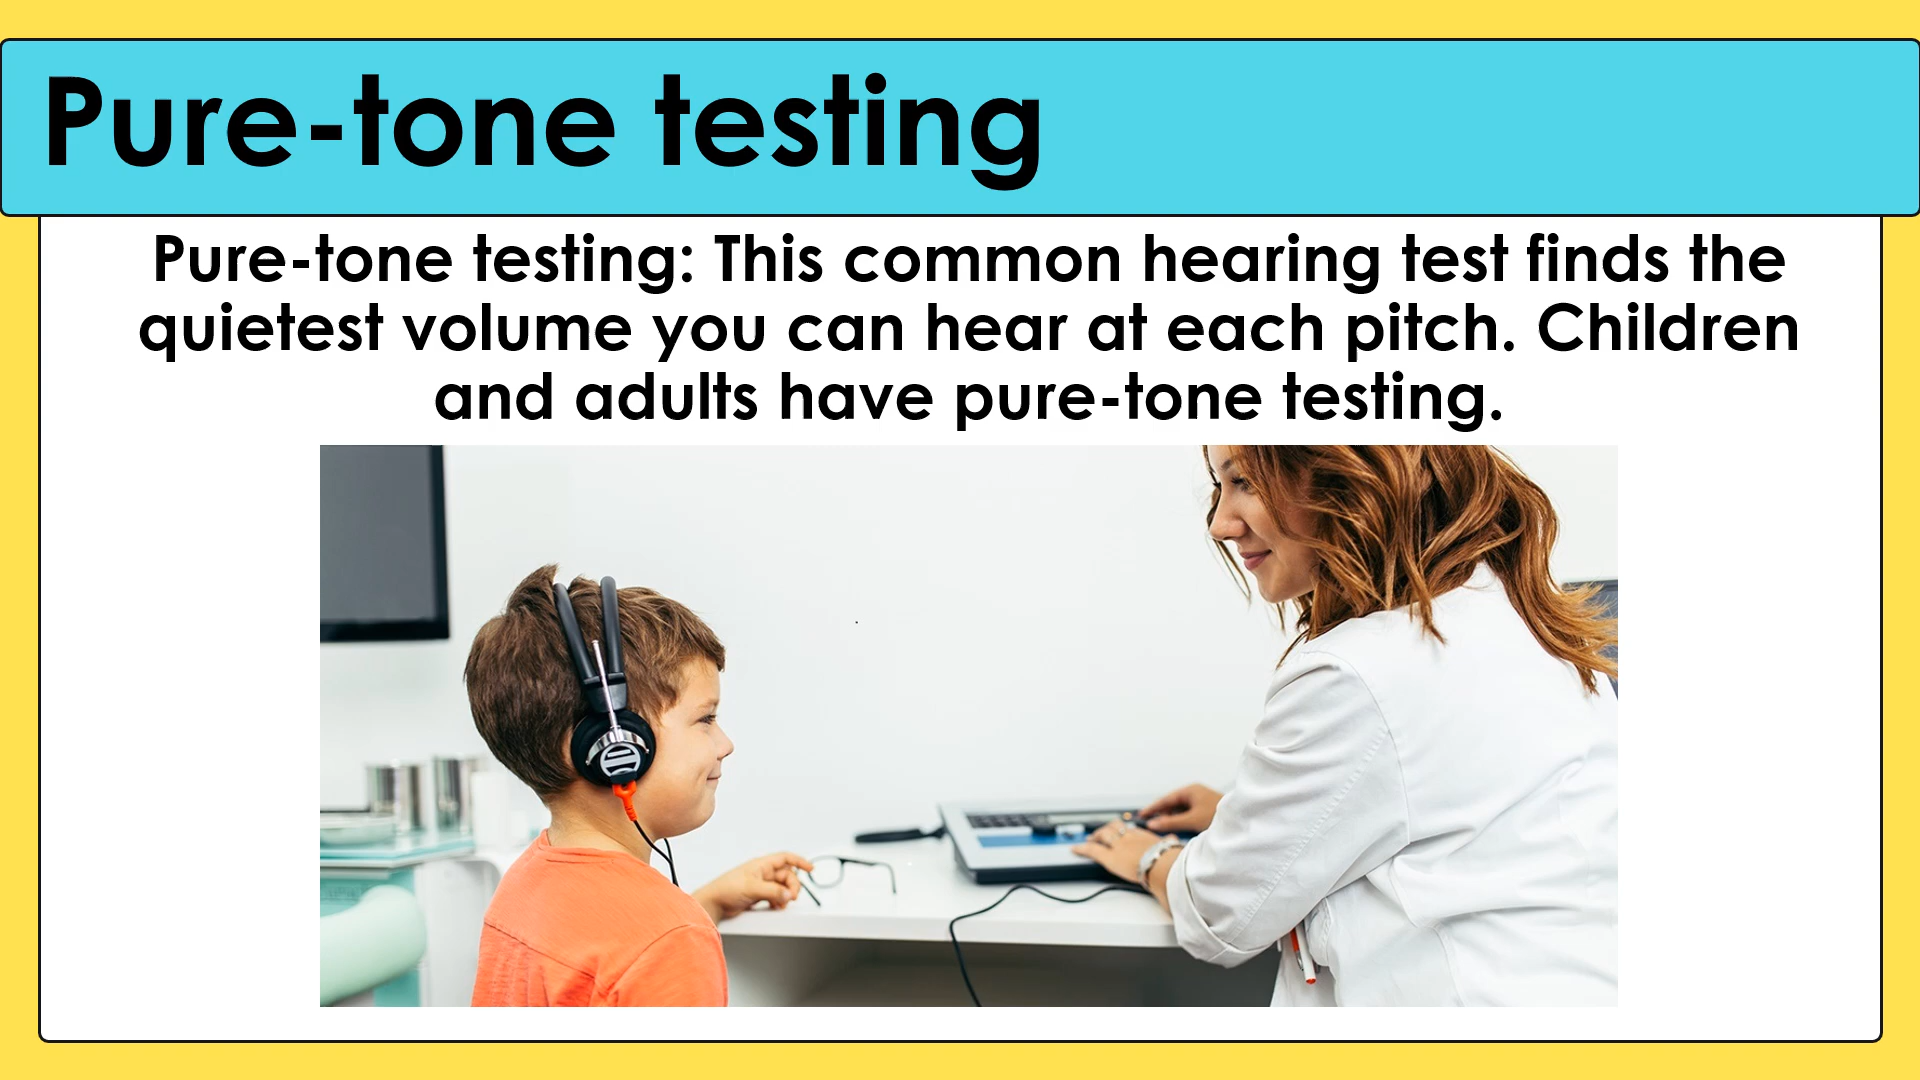 Pure-tone testing
Pure-tone testing: This common hearing test finds the
quietest volume you can hear at each pitch. Children
and adults have pure-tone testing.